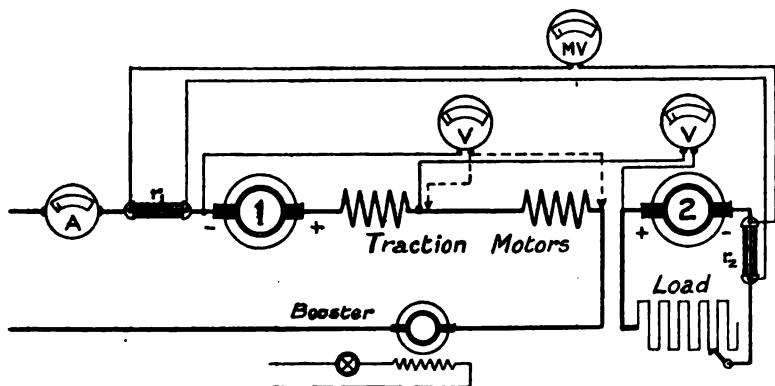 MV
V
V
A
r₁
- 1 +
+ 2 -
r₂
Traction Motors
Load
Booster